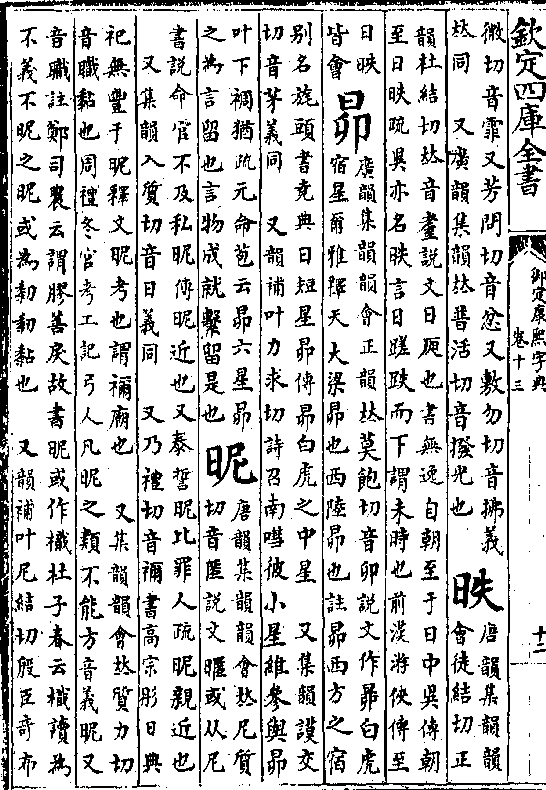 欽定四庫全書
御定康熙字典
卷十三
十二
微切音霏又芳問切音忿又敷勿切音拂義
𠀤同　又廣韻集韻𠀤普活切音撥光也　昳 唐韻集韻韻
會徒結切正
韻杜結切𠀤音耋說文日昃也書無逸自朝至于日中昃傳朝
至日昳疏昃亦名昳言日蹉跌而下謂未時也前漢游俠傳至
日昳
皆會　昴 廣韻集韻韻會正韻𠀤莫飽切音卯說文作昴白虎
宿星爾雅釋天大梁昴也西陸昴也註昴西方之宿
別名旄頭書堯典日短星昴傳昴白虎之中星　又集韻謨交
切音茅義同　又韻補叶力求切詩召南嘒彼小星維參與昴
叶下裯猶疏元命苞云昴六星昴
之為言留也言物成就繫留是也　昵 唐韻集韻韻會𠀤尼質
切音匿說文暱或从尼
書說命官不及私昵傳昵近也又泰誓昵比罪人疏昵親近也
又集韻入質切音日義同　又乃禮切音禰書高宗肜日典
祀無豐于昵釋文昵考也謂禰廟也　又集韻韻會𠀤質力切
音職黏也周禮冬官考工記弓人凡昵之類不能方音義昵又
音職註鄭司農云謂膠善戾故書昵或作樴杜子春云樴讀為
不義不昵之昵或為䵒䵒黏也　又韻補叶尼結切殷臣奇布